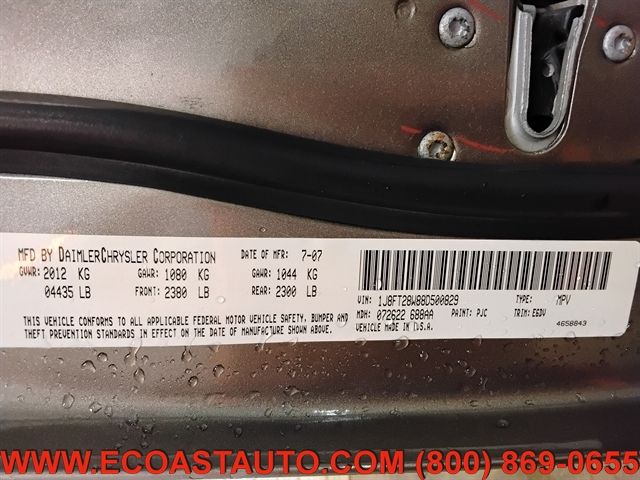 MFD BY DAIMLERCHRYSLER CORPORATION DATE OF MFR: 7-07
GVWR: 2012 KG GAWR: 1080 KG GAWR: 1044 KG
04435 LB FRONT: 2380 LB REAR: 2300 LB
THIS VEHICLE CONFORMS TO ALL APPLICABLE FEDERAL MOTOR VEHICLE SAFETY, BUMPER AND
THEFT PREVENTION STANDARDS IN EFFECT ON THE DATE OF MANUFACTURE SHOWN ABOVE.
VIN: 1J8FT28W88D500829 TYPE: MPV
MDH: 072622 688AA PAINT: PJC TRIM: E6DV
MADE IN U.S.A. 4658843
WWW.ECOASTAUTO.COM (800) 869-0655